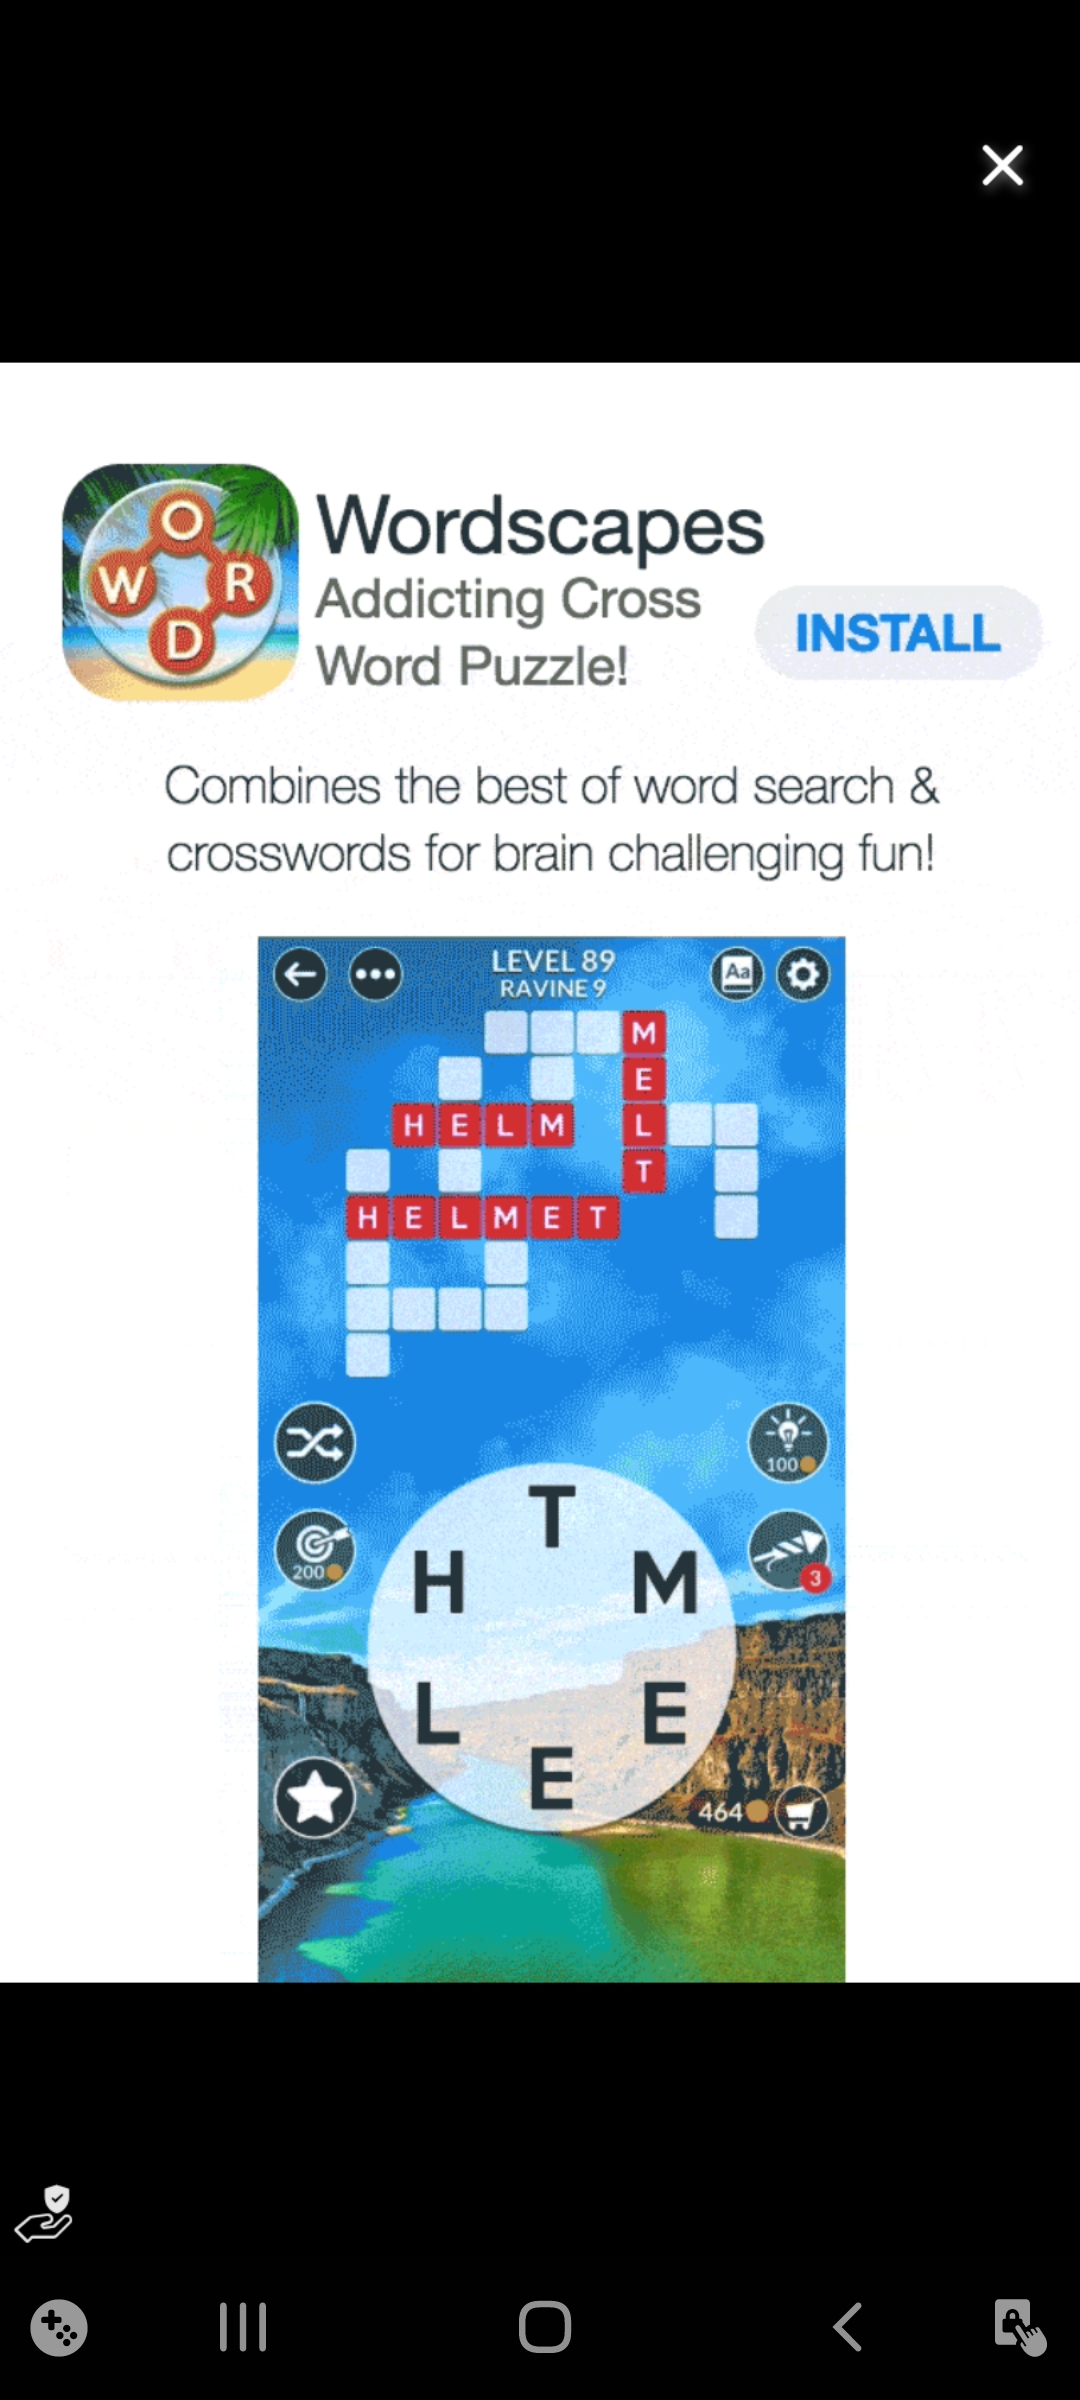 O
W R
D
Wordscapes
Addicting Cross
Word Puzzle!
INSTALL
Combines the best of word search &
crosswords for brain challenging fun!
LEVEL 89
RAVINE 9
Aa
M
E
H E L M L
T
H E L M E T
100
200
3
T
H M
L E
E
464